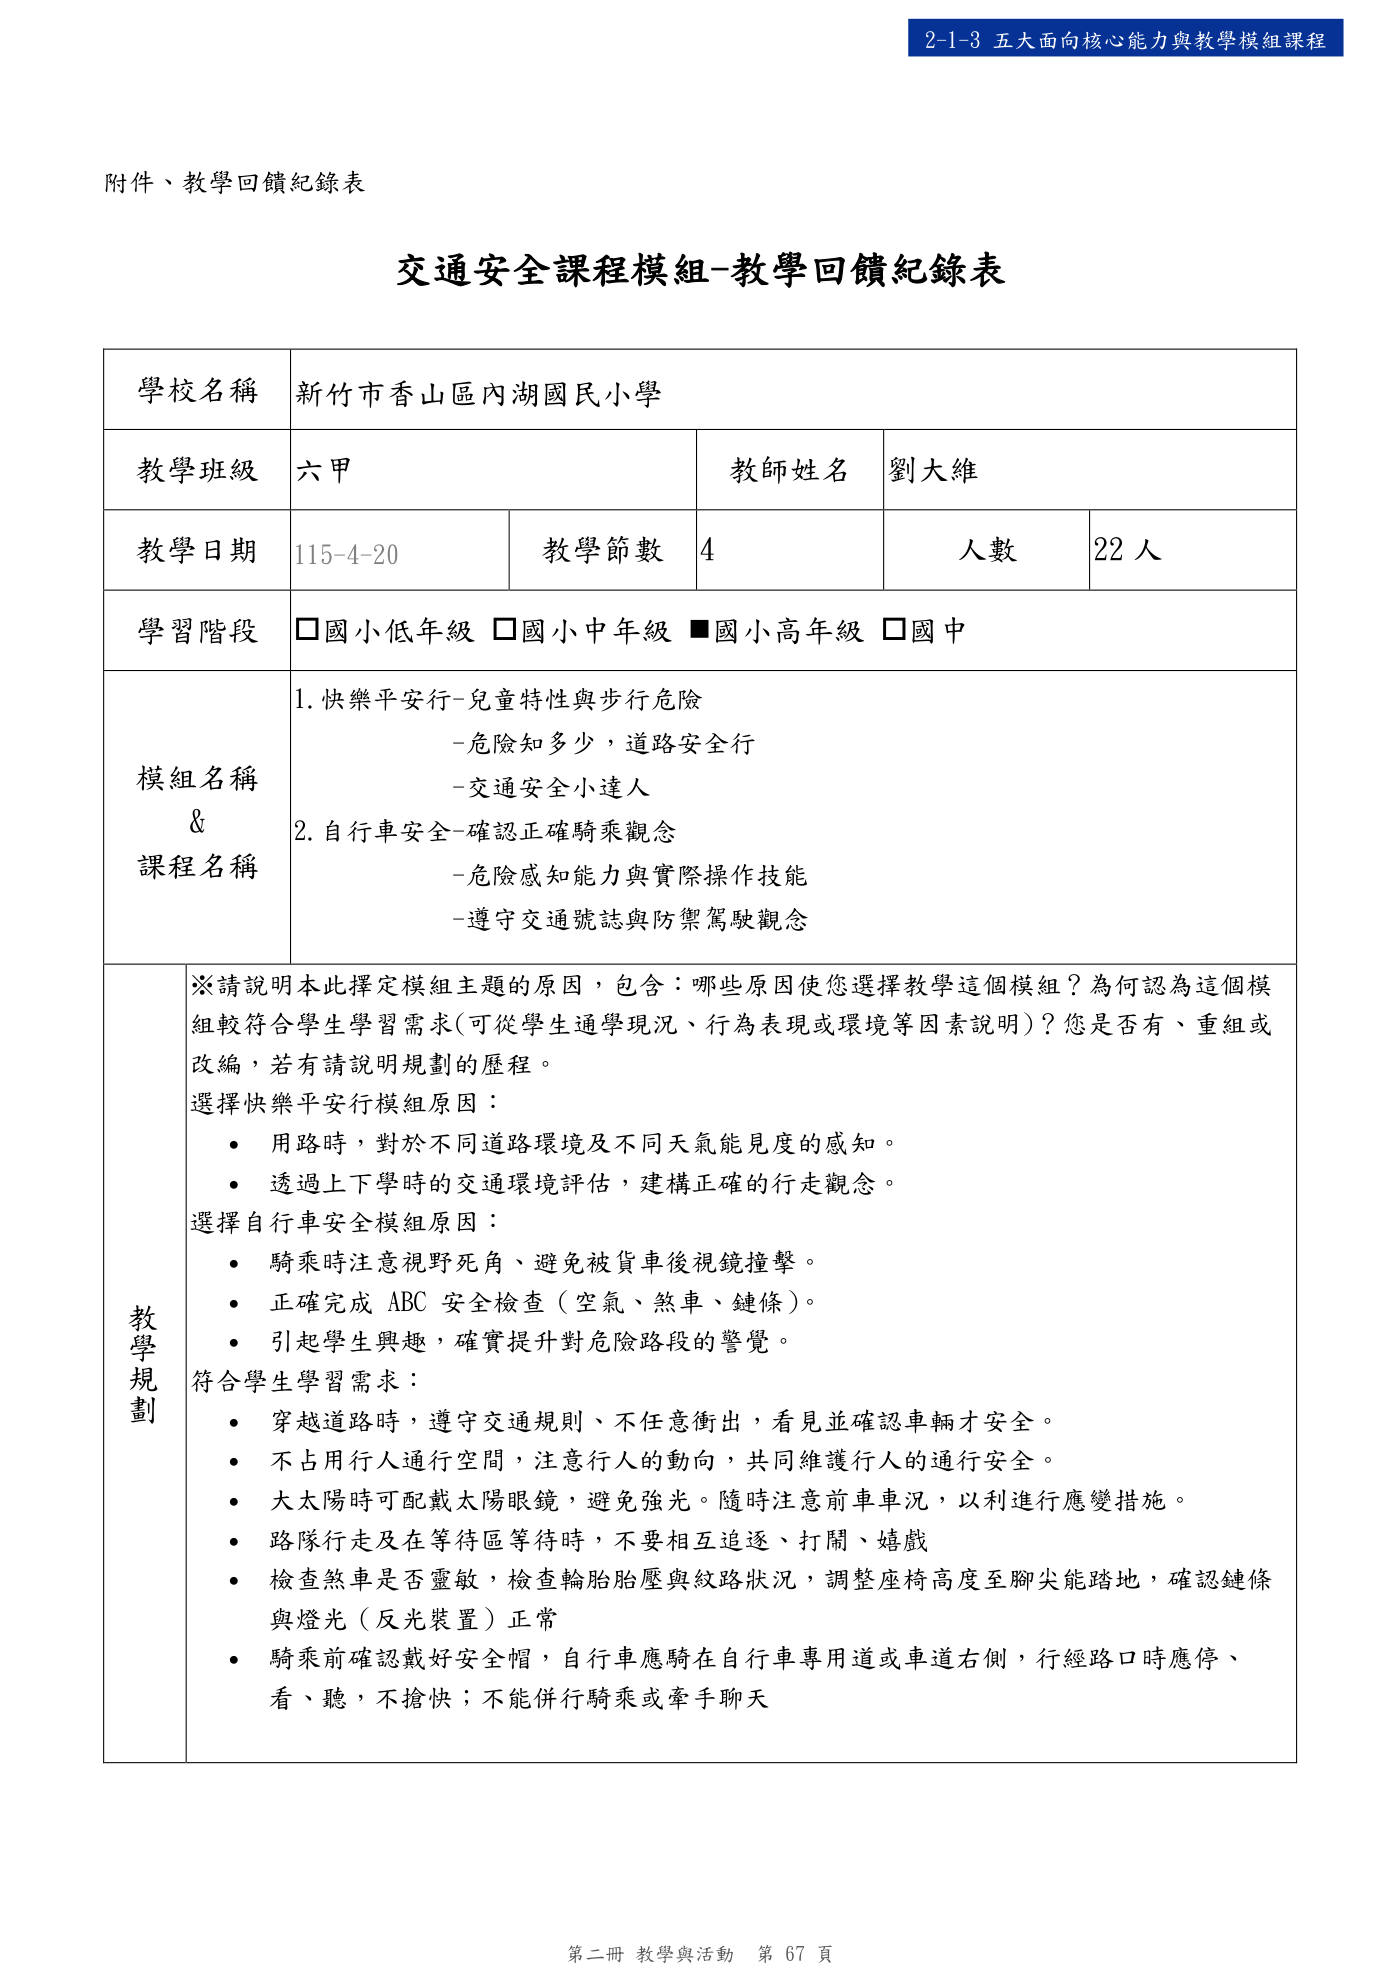 2-1-3 五大面向核心能力與教學模組課程
附件、教學回饋紀錄表
交通安全課程模組-教學回饋紀錄表
學校名稱 新竹市香山區內湖國民小學
教學班級 六甲 教師姓名 劉大維
教學日期 115-4-20 教學節數 4 人數 22 人
學習階段 □國小低年級 □國小中年級 ■國小高年級 □國中
模組名稱
&
課程名稱
1.快樂平安行-兒童特性與步行危險
-危險知多少，道路安全行
-交通安全小達人
2.自行車安全-確認正確騎乘觀念
-危險感知能力與實際操作技能
-遵守交通號誌與防禦駕駛觀念
教學規劃
※請說明本此擇定模組主題的原因，包含：哪些原因使您選擇教學這個模組？為何認為這個模
組較符合學生學習需求(可從學生通學現況、行為表現或環境等因素說明)？您是否有、重組或
改編，若有請說明規劃的歷程。
選擇快樂平安行模組原因：
• 用路時，對於不同道路環境及不同天氣能見度的感知。
• 透過上下學時的交通環境評估，建構正確的行走觀念。
選擇自行車安全模組原因：
• 騎乘時注意視野死角、避免被貨車後視鏡撞擊。
• 正確完成 ABC 安全檢查（空氣、煞車、鏈條）。
• 引起學生興趣，確實提升對危險路段的警覺。
符合學生學習需求：
• 穿越道路時，遵守交通規則、不任意衝出，看見並確認車輛才安全。
• 不占用行人通行空間，注意行人的動向，共同維護行人的通行安全。
• 大太陽時可配戴太陽眼鏡，避免強光。隨時注意前車車況，以利進行應變措施。
• 路隊行走及在等待區等待時，不要相互追逐、打鬧、嬉戲
• 檢查煞車是否靈敏，檢查輪胎胎壓與紋路狀況，調整座椅高度至腳尖能踏地，確認鏈條
與燈光（反光裝置）正常
• 騎乘前確認戴好安全帽，自行車應騎在自行車專用道或車道右側，行經路口時應停、
看、聽，不搶快；不能併行騎乘或牽手聊天
第二冊 教學與活動 第 67 頁